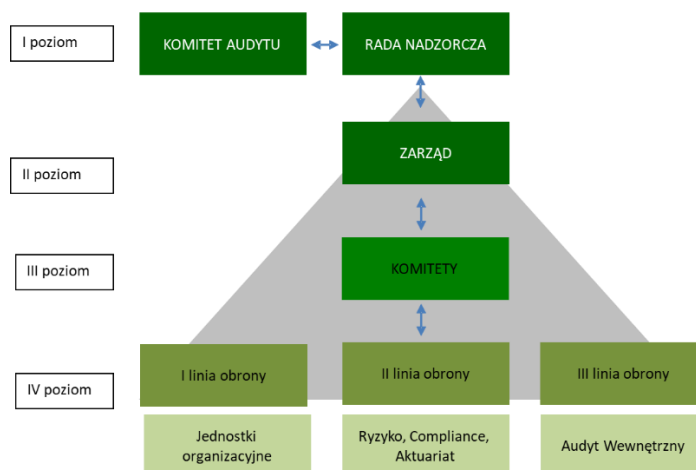 I poziom
KOMITET AUDYTU
RADA NADZORCZA
II poziom
ZARZĄD
III poziom
KOMITETY
IV poziom
I linia obrony
II linia obrony
III linia obrony
Jednostki
organizacyjne
Ryzyko, Compliance,
Aktuariat
Audyt Wewnętrzny